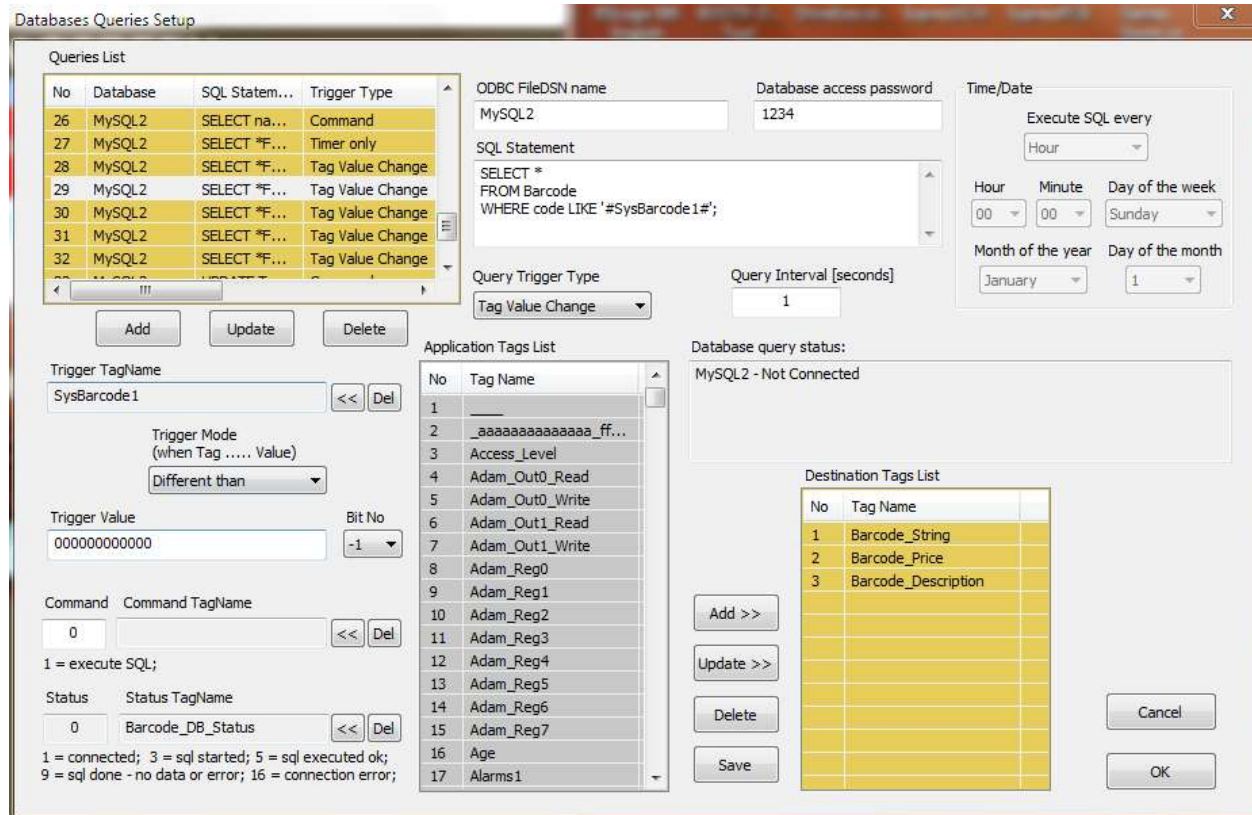 Databases Queries Setup
X
Queries List
No Database SQL Statem... Trigger Type
26 MySQL2 SELECT na... Command
27 MySQL2 SELECT *F... Timer only
28 MySQL2 SELECT *F... Tag Value Change
29 MySQL2 SELECT *F... Tag Value Change
30 MySQL2 SELECT *F... Tag Value Change
31 MySQL2 SELECT *F... Tag Value Change
32 MySQL2 SELECT *F... Tag Value Change
Add Update Delete
ODBC FileDSN name Database access password
MySQL2 1234
SQL Statement
SELECT *
FROM Barcode
WHERE code LIKE '#SysBarcode1#';
Query Trigger Type Query Interval [seconds]
Tag Value Change 1
Time/Date
Execute SQL every
Hour
Hour Minute Day of the week
00 00 Sunday
Month of the year Day of the month
January 1
Trigger TagName
SysBarcode1 << Del
Trigger Mode
(when Tag ..... Value)
Different than
Trigger Value Bit No
000000000000 -1
Command Command TagName
0 << Del
1 = execute SQL;
Status Status TagName
0 Barcode_DB_Status << Del
1 = connected; 3 = sql started; 5 = sql executed ok;
9 = sql done - no data or error; 16 = connection error;
Application Tags List
No Tag Name
1 ____
2 _aaaaaaaaaaaaaa_ff...
3 Access_Level
4 Adam_Out0_Read
5 Adam_Out0_Write
6 Adam_Out1_Read
7 Adam_Out1_Write
8 Adam_Reg0
9 Adam_Reg1
10 Adam_Reg2
11 Adam_Reg3
12 Adam_Reg4
13 Adam_Reg5
14 Adam_Reg6
15 Adam_Reg7
16 Age
17 Alarms1
Database query status:
MySQL2 - Not Connected
Add >>
Update >>
Delete
Save
Destination Tags List
No Tag Name
1 Barcode_String
2 Barcode_Price
3 Barcode_Description
Cancel
OK